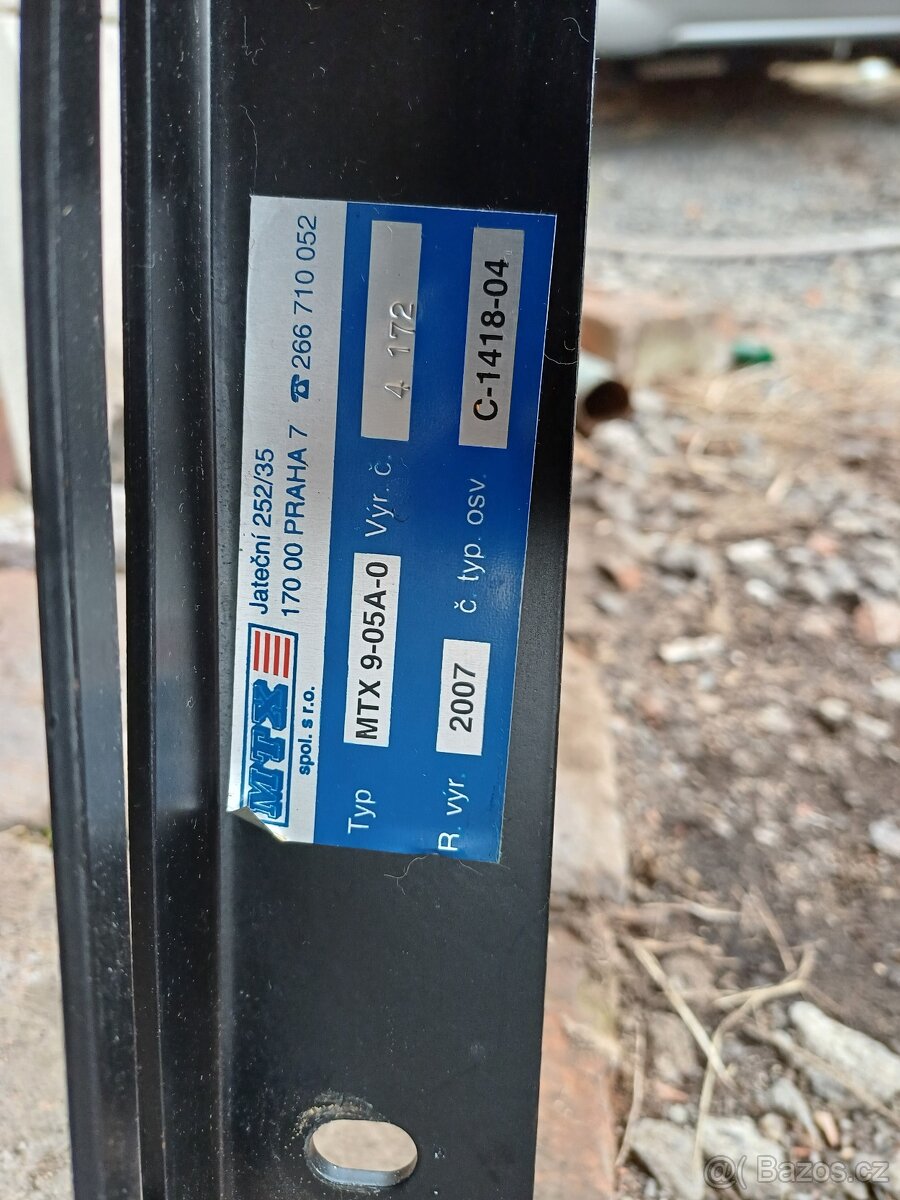 MTX Jateční 252/35
spol. s r.o. 170 00 PRAHA 7 ☎ 266 710 052
Typ MTX 9-05A-0 Výr. č. 4 172
R. výr. 2007 č. typ. osv. C-1418-04
@( Bazos.cz